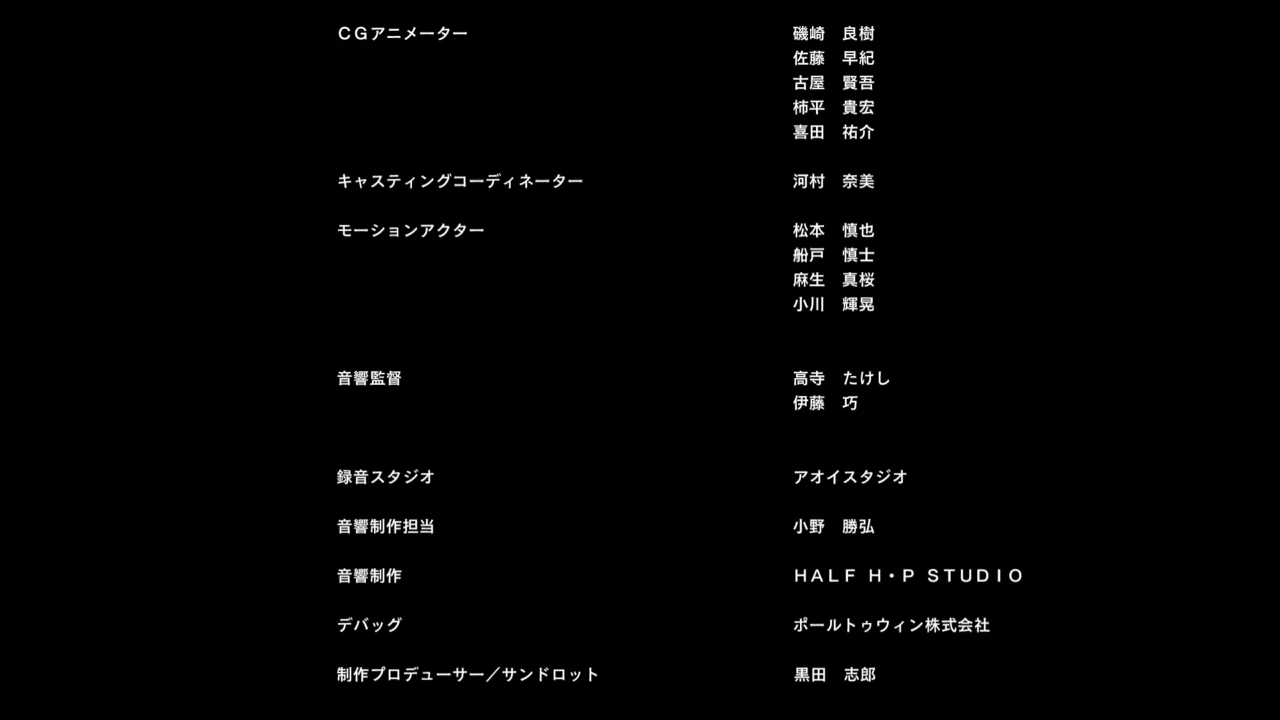 CGアニメーター　磯崎　良樹
佐藤　早紀
古屋　賢吾
柿平　貴宏
喜田　祐介
キャスティングコーディネーター　河村　奈美
モーションアクター　松本　慎也
船戸　慎士
麻生　真桜
小川　輝晃
音響監督　高寺　たけし
伊藤　巧
録音スタジオ　アオイスタジオ
音響制作担当　小野　勝弘
音響制作　HALF H・P STUDIO
デバッグ　ポールトゥウィン株式会社
制作プロデューサー／サンドロット　黒田　志郎